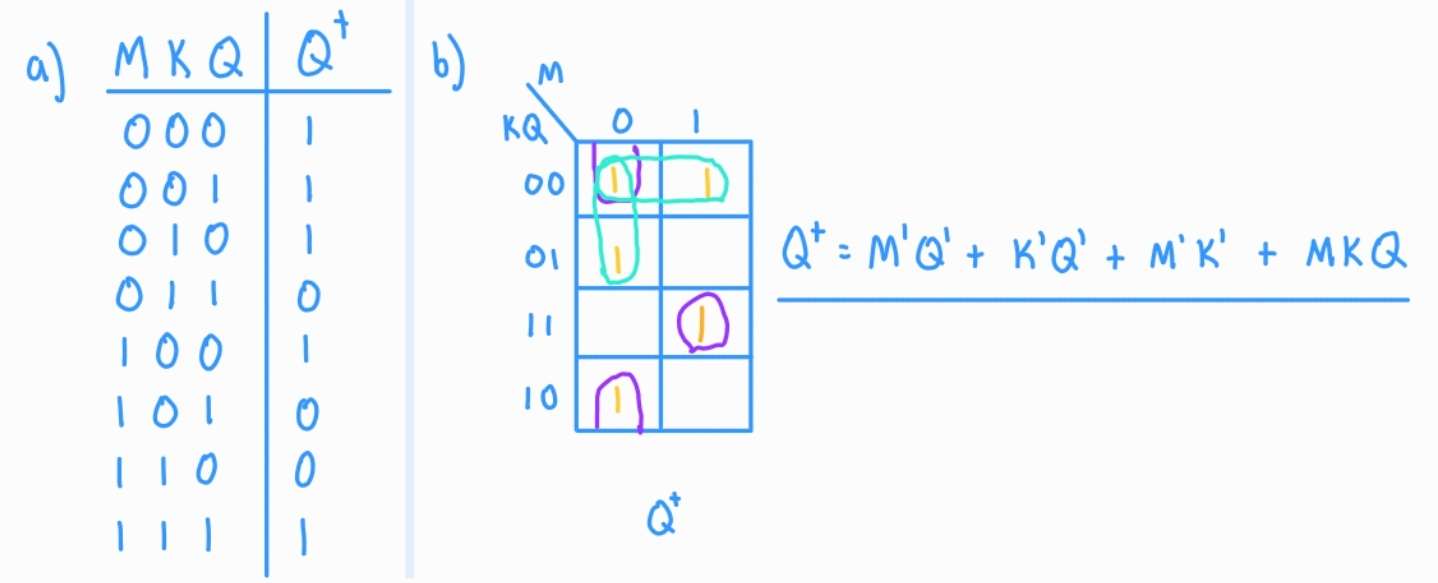 a) M K Q Q⁺
0 0 0 1
0 0 1 1
0 1 0 1
0 1 1 0
1 0 0 1
1 0 1 0
1 1 0 0
1 1 1 1
b) M
KQ 0 1
00 1 1
01 1
11 1
10 1
Q⁺
Q⁺ = M'Q' + K'Q' + M'K' + MKQ